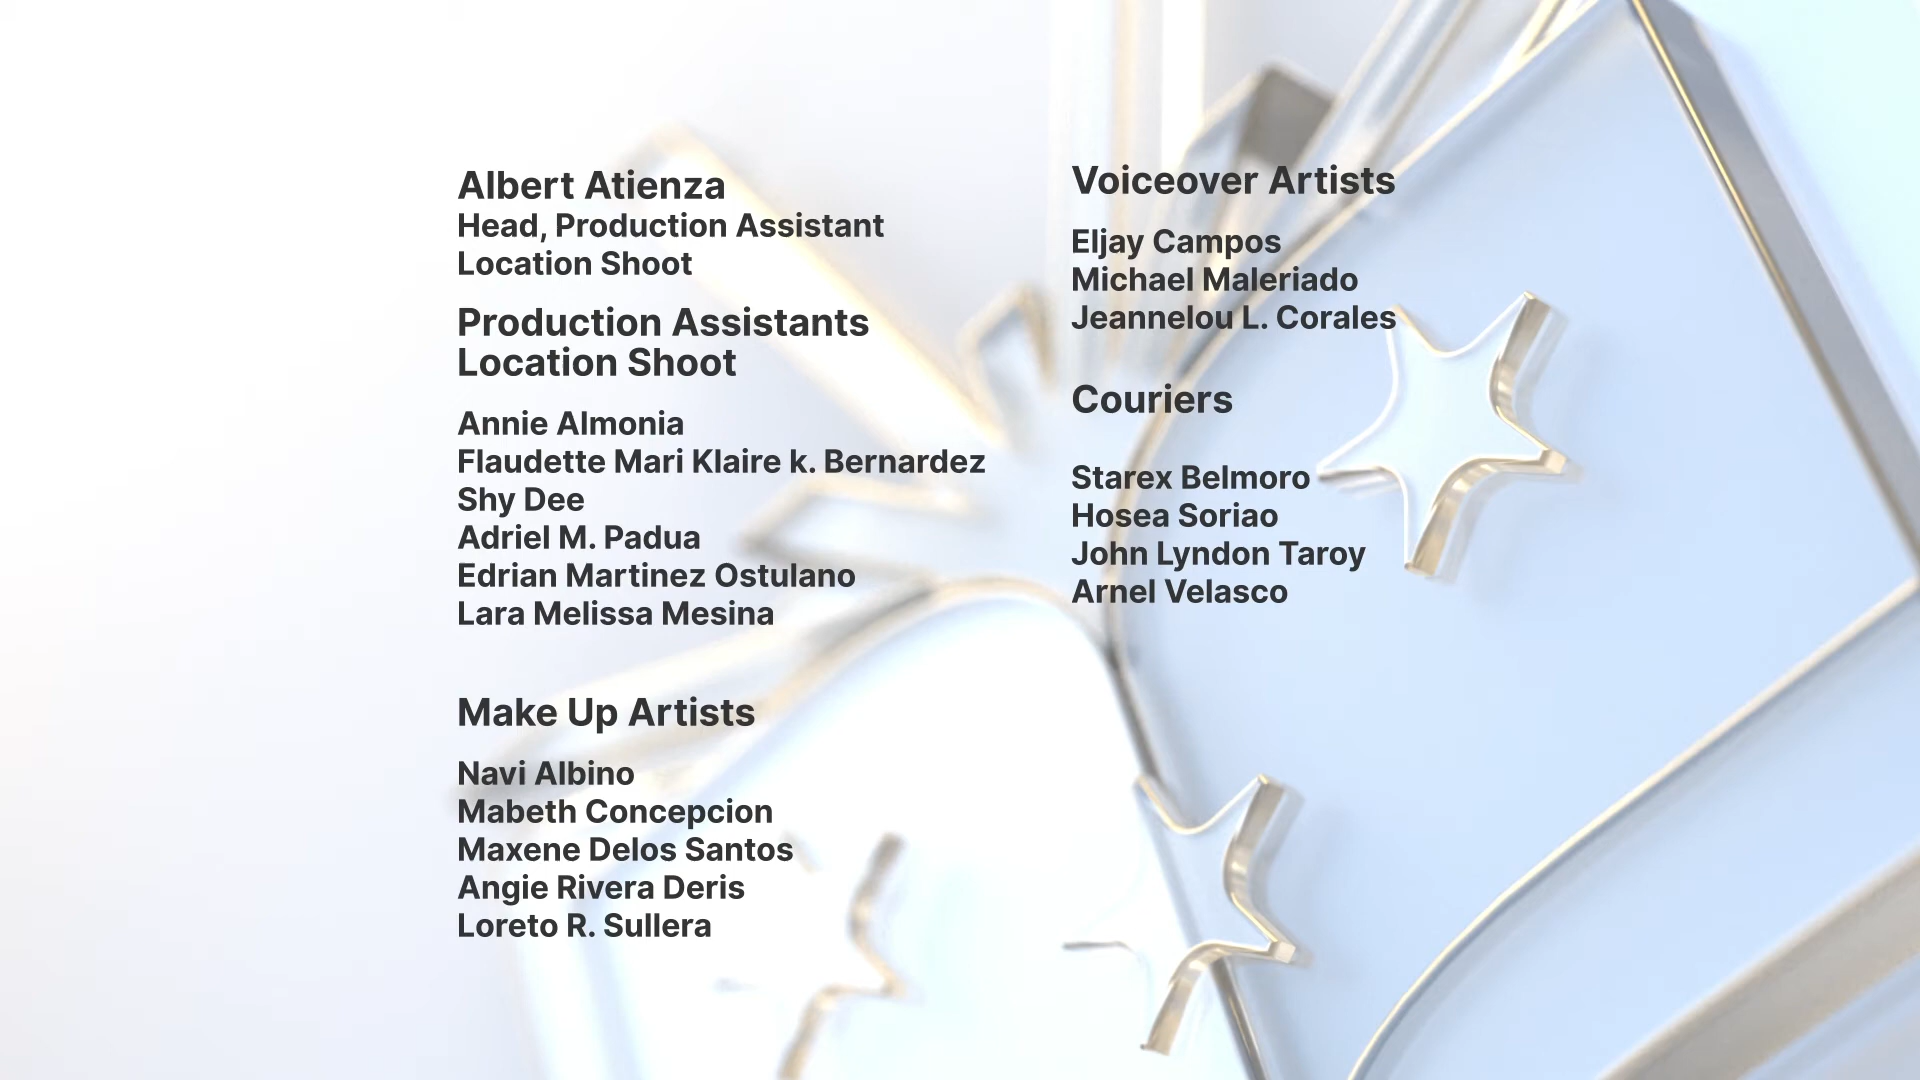 Albert Atienza
Head, Production Assistant
Location Shoot
Production Assistants
Location Shoot
Annie Almonia
Flaudette Mari Klaire k. Bernardez
Shy Dee
Adriel M. Padua
Edrian Martinez Ostulano
Lara Melissa Mesina
Make Up Artists
Navi Albino
Mabeth Concepcion
Maxene Delos Santos
Angie Rivera Deris
Loreto R. Sullera
Voiceover Artists
Eljay Campos
Michael Maleriado
Jeannelou L. Corales
Couriers
Starex Belmoro
Hosea Soriao
John Lyndon Taroy
Arnel Velasco